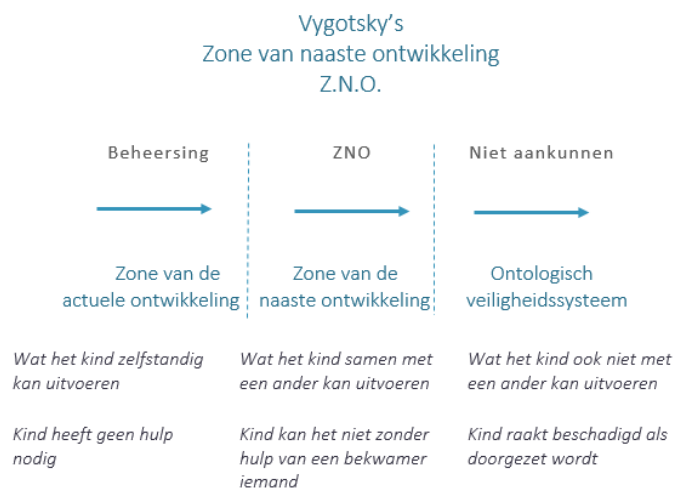 Vygotsky's
Zone van naaste ontwikkeling
Z.N.O.
Beheersing
ZNO
Niet aankunnen
Zone van de
actuele ontwikkeling
Zone van de
naaste ontwikkeling
Ontologisch
veiligheidssysteem
Wat het kind zelfstandig
kan uitvoeren
Wat het kind samen met
een ander kan uitvoeren
Wat het kind ook niet met
een ander kan uitvoeren
Kind heeft geen hulp
nodig
Kind kan het niet zonder
hulp van een bekwamer
iemand
Kind raakt beschadigd als
doorgezet wordt